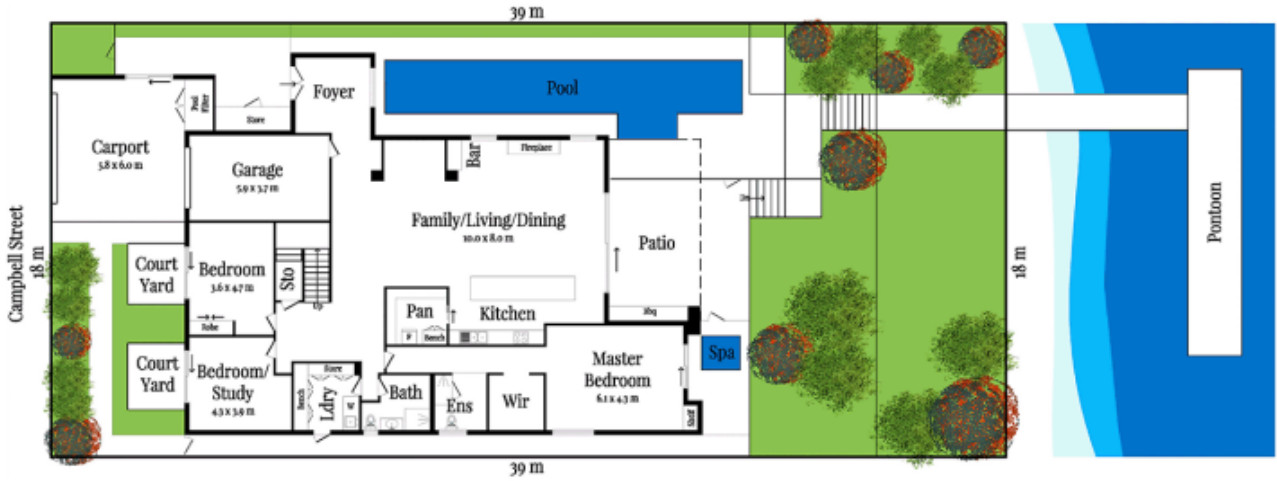 39 m
Foyer
Pool
Pool
Filter
Store
Carport
5.8 x 6.0 m
Garage
5.9 x 3.7 m
Bar
Fireplace
Family/Living/Dining
10.0 x 8.0 m
Patio
Dn
Pontoon
Campbell Street
18 m
18 m
Court
Yard
Bedroom
3.6 x 4.7 m
Sto
Up
Robe
Pan
F
Bench
Kitchen
Bbq
Spa
Court
Yard
Bedroom/
Study
4.3 x 3.9 m
Store
Bench
Ldry
W
Bath
Ens
Wir
Master
Bedroom
6.1 x 4.3 m
Shelf
39 m